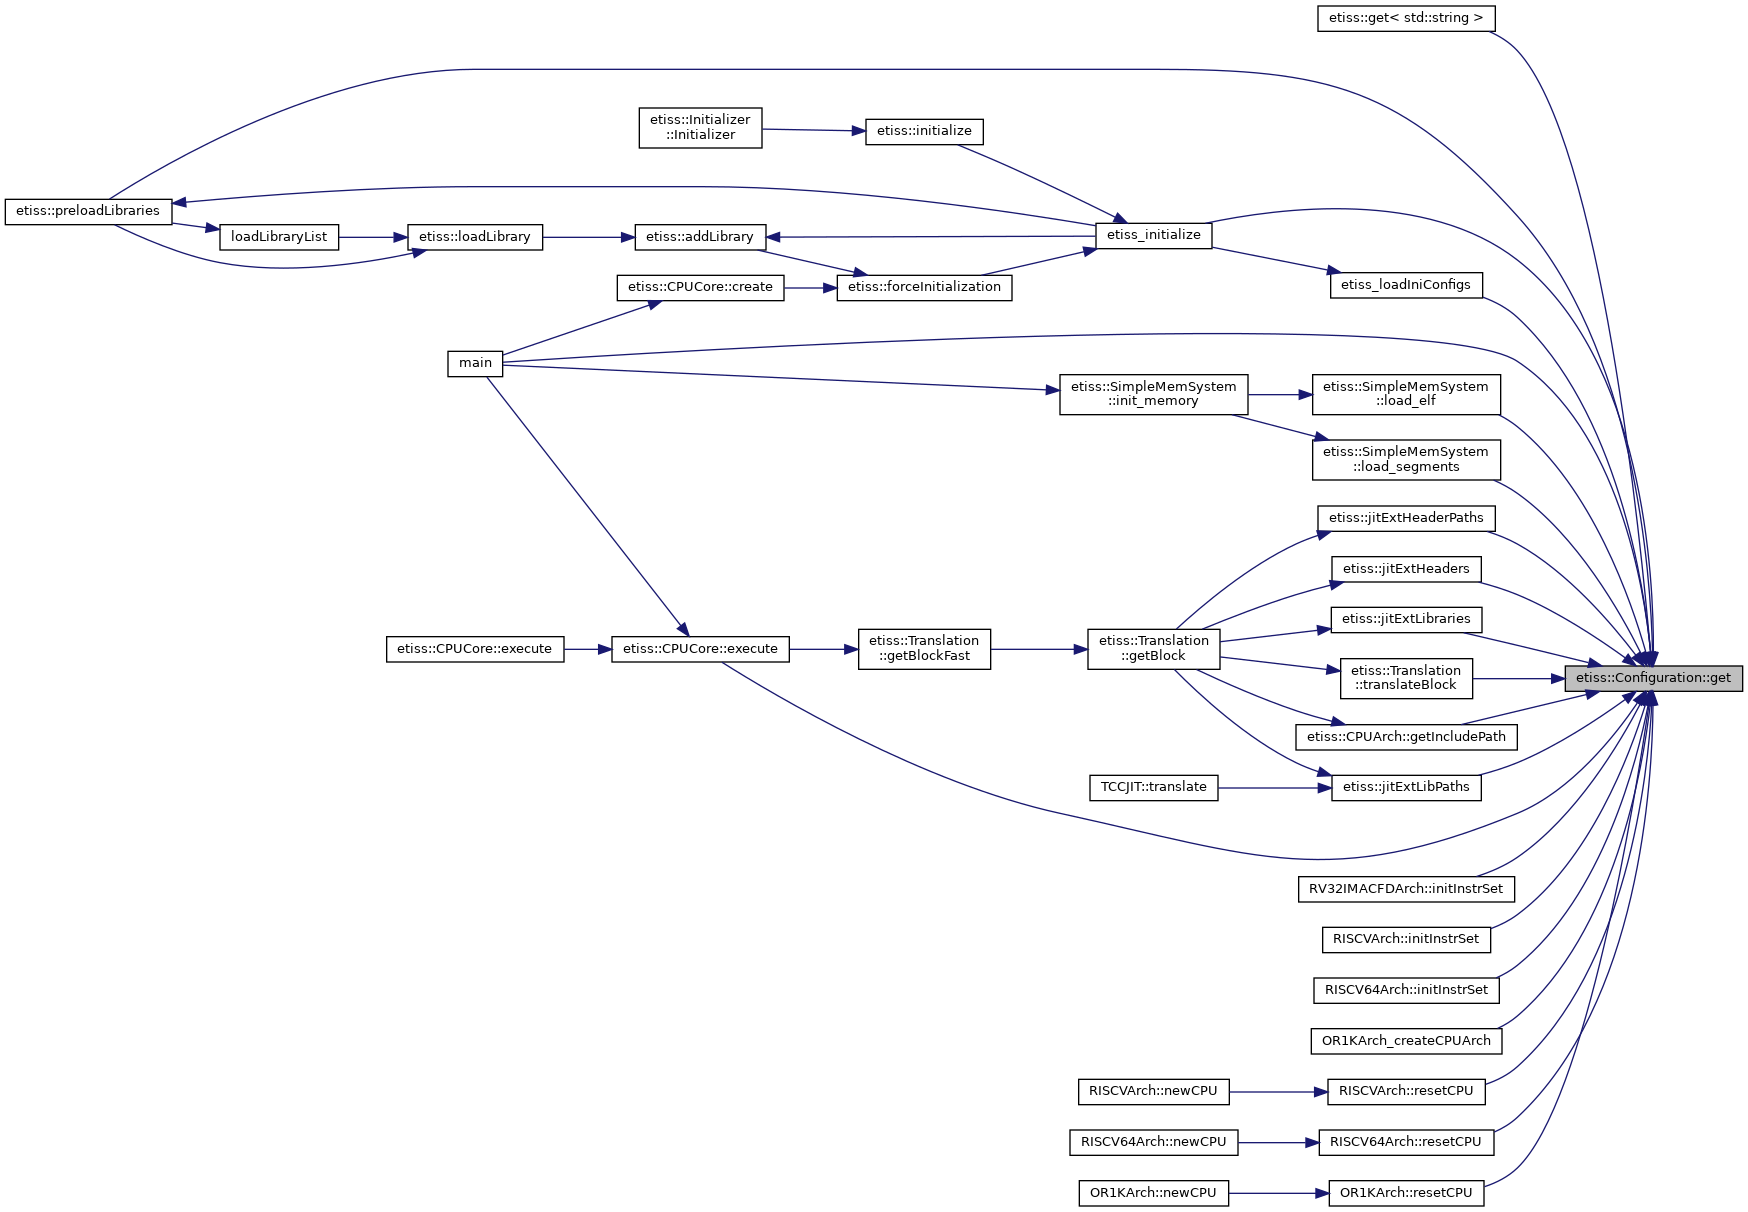 etiss::get< std::string >
etiss::Initializer
::Initializer
etiss::initialize
etiss::preloadLibraries
loadLibraryList
etiss::loadLibrary
etiss::addLibrary
etiss_initialize
etiss::CPUCore::create
etiss::forceInitialization
etiss_loadIniConfigs
main
etiss::SimpleMemSystem
::init_memory
etiss::SimpleMemSystem
::load_elf
etiss::SimpleMemSystem
::load_segments
etiss::jitExtHeaderPaths
etiss::jitExtHeaders
etiss::jitExtLibraries
etiss::CPUCore::execute
etiss::CPUCore::execute
etiss::Translation
::getBlockFast
etiss::Translation
::getBlock
etiss::Translation
::translateBlock
etiss::Configuration::get
etiss::CPUArch::getIncludePath
TCCJIT::translate
etiss::jitExtLibPaths
RV32IMACFDArch::initInstrSet
RISCVArch::initInstrSet
RISCV64Arch::initInstrSet
OR1KArch_createCPUArch
RISCVArch::newCPU
RISCVArch::resetCPU
RISCV64Arch::newCPU
RISCV64Arch::resetCPU
OR1KArch::newCPU
OR1KArch::resetCPU